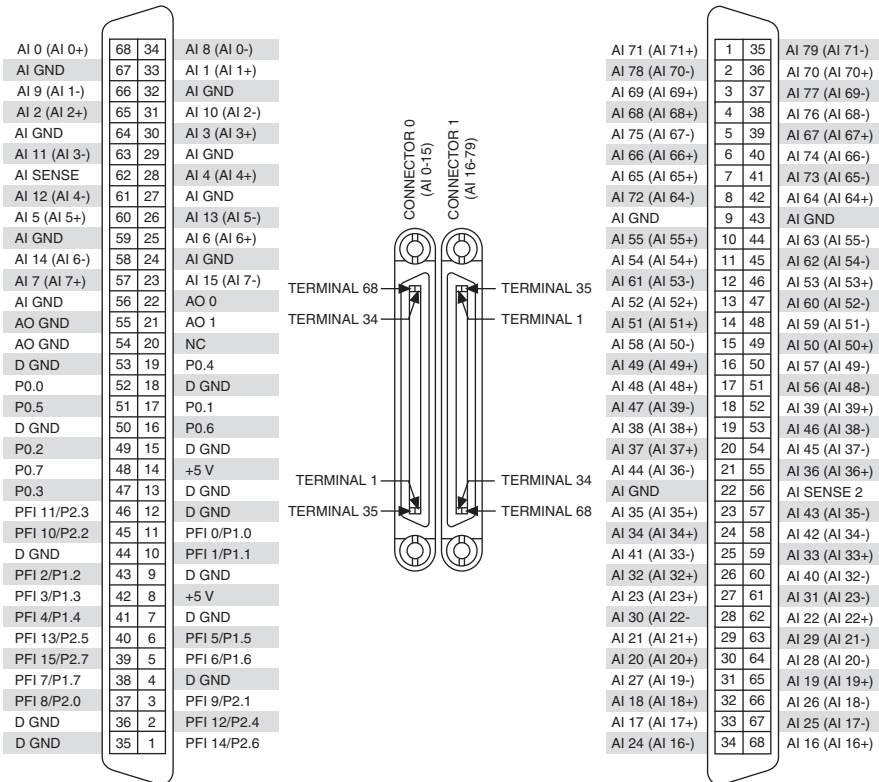 AI 0 (AI 0+) 68 34 AI 8 (AI 0-)
AI GND 67 33 AI 1 (AI 1+)
AI 9 (AI 1-) 66 32 AI GND
AI 2 (AI 2+) 65 31 AI 10 (AI 2-)
AI GND 64 30 AI 3 (AI 3+)
AI 11 (AI 3-) 63 29 AI GND
AI SENSE 62 28 AI 4 (AI 4+)
AI 12 (AI 4-) 61 27 AI GND
AI 5 (AI 5+) 60 26 AI 13 (AI 5-)
AI GND 59 25 AI 6 (AI 6+)
AI 14 (AI 6-) 58 24 AI GND
AI 7 (AI 7+) 57 23 AI 15 (AI 7-)
AI GND 56 22 AO 0
AO GND 55 21 AO 1
AO GND 54 20 NC
D GND 53 19 P0.4
P0.0 52 18 D GND
P0.5 51 17 P0.1
D GND 50 16 P0.6
P0.2 49 15 D GND
P0.7 48 14 +5 V
P0.3 47 13 D GND
PFI 11/P2.3 46 12 D GND
PFI 10/P2.2 45 11 PFI 0/P1.0
D GND 44 10 PFI 1/P1.1
PFI 2/P1.2 43 9 D GND
PFI 3/P1.3 42 8 +5 V
PFI 4/P1.4 41 7 D GND
PFI 13/P2.5 40 6 PFI 5/P1.5
PFI 15/P2.7 39 5 PFI 6/P1.6
PFI 7/P1.7 38 4 D GND
PFI 8/P2.0 37 3 PFI 9/P2.1
D GND 36 2 PFI 12/P2.4
D GND 35 1 PFI 14/P2.6
CONNECTOR 0
(AI 0-15)
CONNECTOR 1
(AI 16-79)
TERMINAL 68
TERMINAL 34
TERMINAL 35
TERMINAL 1
TERMINAL 1
TERMINAL 35
TERMINAL 34
TERMINAL 68
AI 71 (AI 71+) 1 35 AI 79 (AI 71-)
AI 78 (AI 70-) 2 36 AI 70 (AI 70+)
AI 69 (AI 69+) 3 37 AI 77 (AI 69-)
AI 68 (AI 68+) 4 38 AI 76 (AI 68-)
AI 75 (AI 67-) 5 39 AI 67 (AI 67+)
AI 66 (AI 66+) 6 40 AI 74 (AI 66-)
AI 65 (AI 65+) 7 41 AI 73 (AI 65-)
AI 72 (AI 64-) 8 42 AI 64 (AI 64+)
AI GND 9 43 AI GND
AI 55 (AI 55+) 10 44 AI 63 (AI 55-)
AI 54 (AI 54+) 11 45 AI 62 (AI 54-)
AI 61 (AI 53-) 12 46 AI 53 (AI 53+)
AI 52 (AI 52+) 13 47 AI 60 (AI 52-)
AI 51 (AI 51+) 14 48 AI 59 (AI 51-)
AI 58 (AI 50-) 15 49 AI 50 (AI 50+)
AI 49 (AI 49+) 16 50 AI 57 (AI 49-)
AI 48 (AI 48+) 17 51 AI 56 (AI 48-)
AI 47 (AI 39-) 18 52 AI 39 (AI 39+)
AI 38 (AI 38+) 19 53 AI 46 (AI 38-)
AI 37 (AI 37+) 20 54 AI 45 (AI 37-)
AI 44 (AI 36-) 21 55 AI 36 (AI 36+)
AI GND 22 56 AI SENSE 2
AI 35 (AI 35+) 23 57 AI 43 (AI 35-)
AI 34 (AI 34+) 24 58 AI 42 (AI 34-)
AI 41 (AI 33-) 25 59 AI 33 (AI 33+)
AI 32 (AI 32+) 26 60 AI 40 (AI 32-)
AI 23 (AI 23+) 27 61 AI 31 (AI 23-)
AI 30 (AI 22- 28 62 AI 22 (AI 22+)
AI 21 (AI 21+) 29 63 AI 29 (AI 21-)
AI 20 (AI 20+) 30 64 AI 28 (AI 20-)
AI 27 (AI 19-) 31 65 AI 19 (AI 19+)
AI 18 (AI 18+) 32 66 AI 26 (AI 18-)
AI 17 (AI 17+) 33 67 AI 25 (AI 17-)
AI 24 (AI 16-) 34 68 AI 16 (AI 16+)